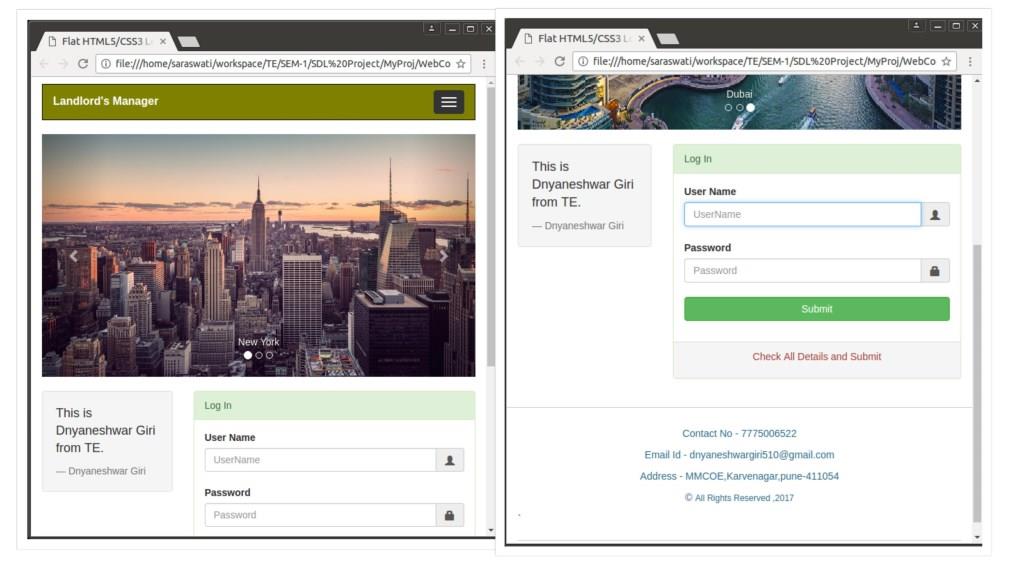 Flat HTML5/CSS3 L
file:///home/saraswati/workspace/TE/SEM-1/SDL%20Project/MyProj/WebCo
Landlord's Manager
New York
This is
Dnyaneshwar Giri
from TE.
— Dnyaneshwar Giri
Log In
User Name
UserName
Password
Password
Flat HTML5/CSS3 L
file:///home/saraswati/workspace/TE/SEM-1/SDL%20Project/MyProj/WebCo
Dubai
This is
Dnyaneshwar Giri
from TE.
— Dnyaneshwar Giri
Log In
User Name
UserName
Password
Password
Submit
Check All Details and Submit
Contact No - 7775006522
Email Id - dnyaneshwargiri510@gmail.com
Address - MMCOE,Karvenagar,pune-411054
© All Rights Reserved ,2017